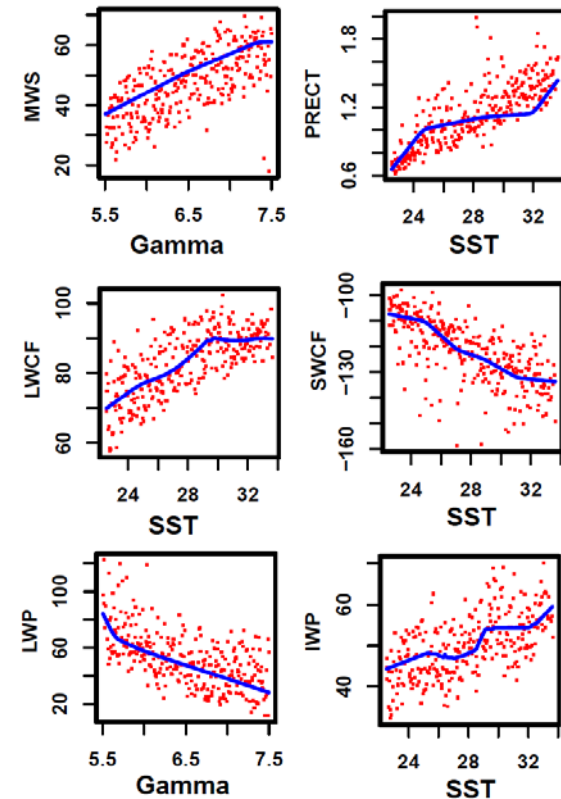 MWS
20 40 60
5.5 6.5 7.5
Gamma
PRECT
0.6 1.2 1.8
24 28 32
SST
LWCF
60 80 100
24 28 32
SST
SWCF
−160 −130 −100
24 28 32
SST
LWP
20 60 100
5.5 6.5 7.5
Gamma
IWP
40 60
24 28 32
SST